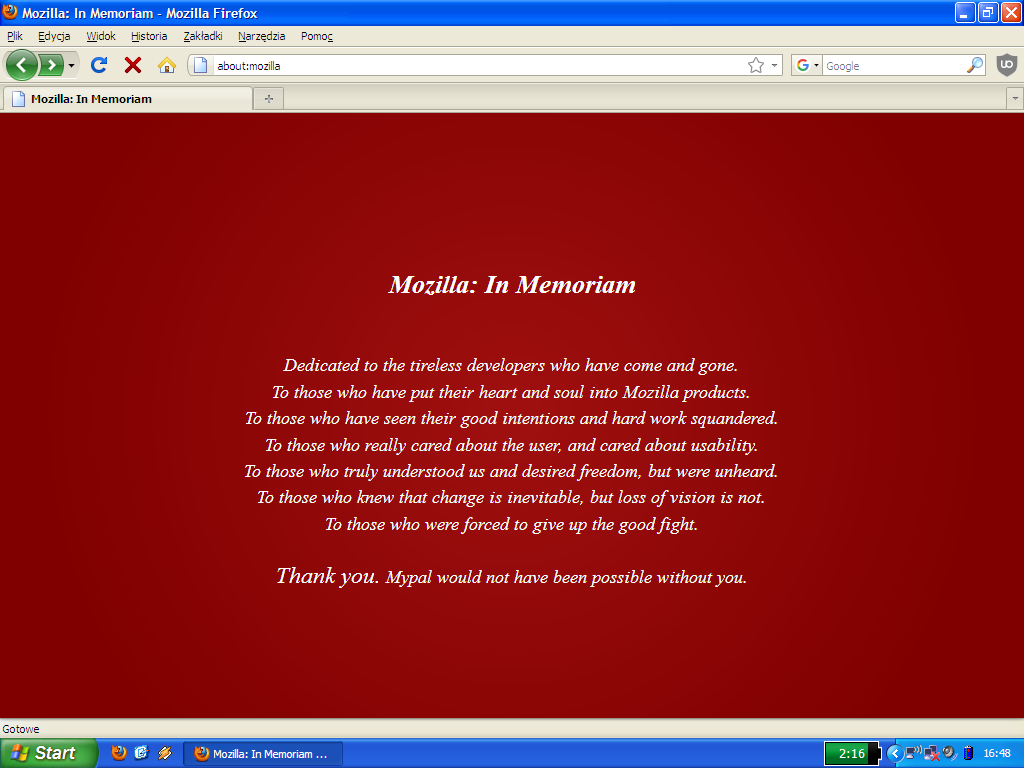 Mozilla: In Memoriam - Mozilla Firefox
Plik Edycja Widok Historia Zakładki Narzędzia Pomoc
about:mozilla
G Google
uo
Mozilla: In Memoriam
Mozilla: In Memoriam
Dedicated to the tireless developers who have come and gone.
To those who have put their heart and soul into Mozilla products.
To those who have seen their good intentions and hard work squandered.
To those who really cared about the user, and cared about usability.
To those who truly understood us and desired freedom, but were unheard.
To those who knew that change is inevitable, but loss of vision is not.
To those who were forced to give up the good fight.
Thank you. Mypal would not have been possible without you.
Gotowe
Start
Mozilla: In Memoriam ...
2:16
16:48